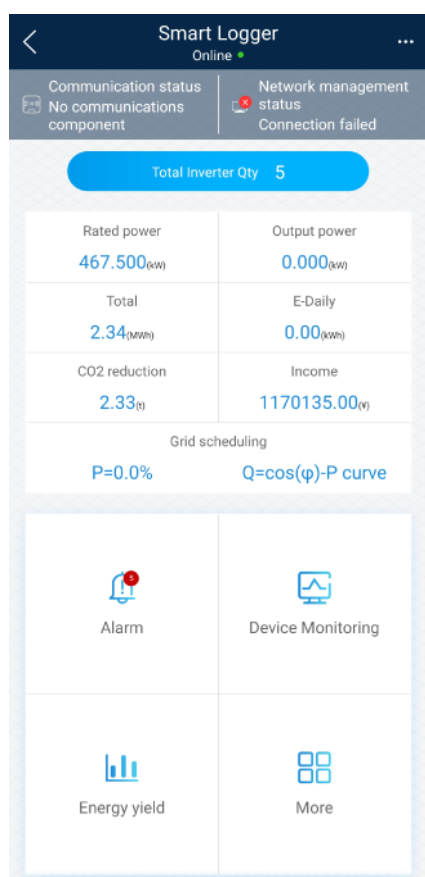 Smart Logger
Online
...
Communication status
No communications
component
Network management
status
Connection failed
Total Inverter Qty 5
Rated power
467.500(kW)
Output power
0.000(kW)
Total
2.34(MWh)
E-Daily
0.00(kWh)
CO2 reduction
2.33(t)
Income
1170135.00(¥)
Grid scheduling
P=0.0%
Q=cos(φ)-P curve
5
Alarm
Device Monitoring
Energy yield
More